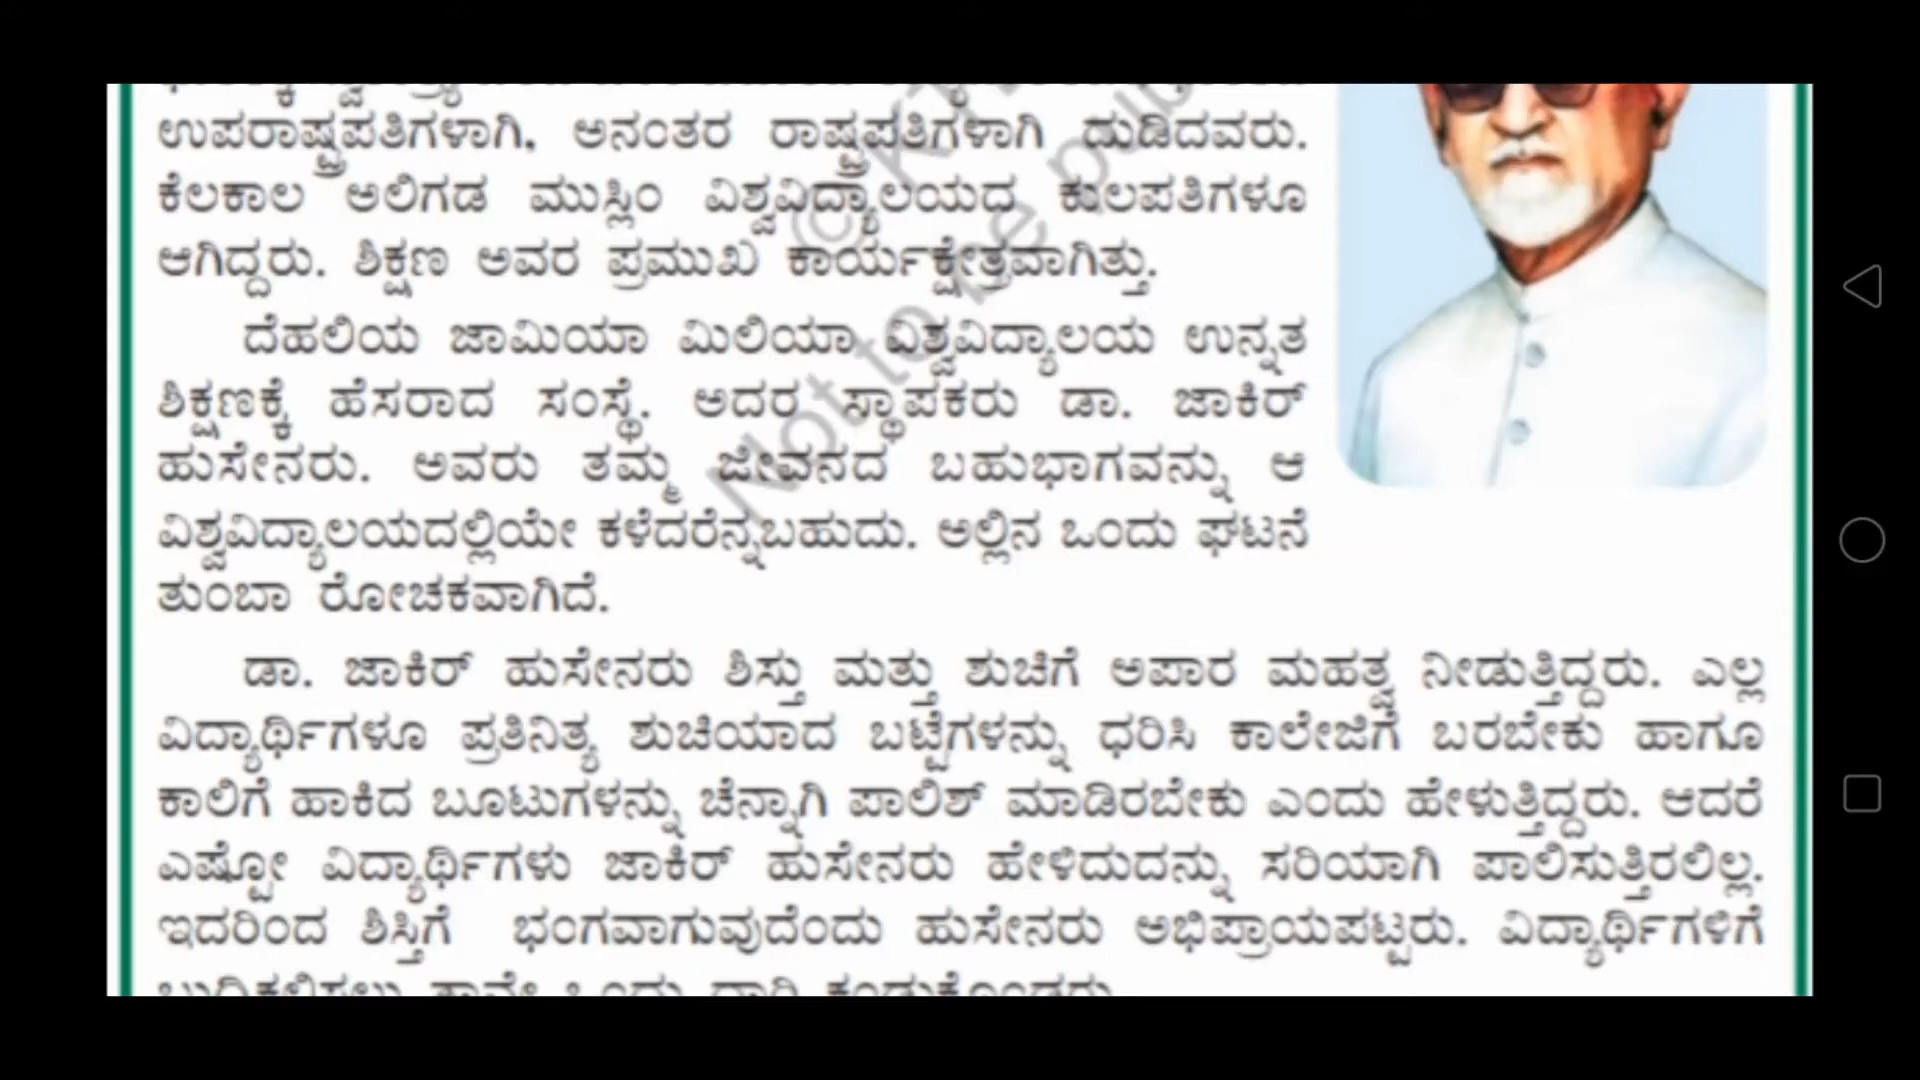 ಉಪರಾಷ್ಟ್ರಪತಿಗಳಾಗಿ, ಅನಂತರ ರಾಷ್ಟ್ರಪತಿಗಳಾಗಿ ದುಡಿದವರು.
ಕೆಲಕಾಲ ಅಲಿಗಡ ಮುಸ್ಲಿಂ ವಿಶ್ವವಿದ್ಯಾಲಯದ ಕುಲಪತಿಗಳೂ
ಆಗಿದ್ದರು. ಶಿಕ್ಷಣ ಅವರ ಪ್ರಮುಖ ಕಾರ್ಯಕ್ಷೇತ್ರವಾಗಿತ್ತು.
ದೆಹಲಿಯ ಜಾಮಿಯಾ ಮಿಲಿಯಾ ವಿಶ್ವವಿದ್ಯಾಲಯ ಉನ್ನತ
ಶಿಕ್ಷಣಕ್ಕೆ ಹೆಸರಾದ ಸಂಸ್ಥೆ. ಅದರ ಸ್ಥಾಪಕರು ಡಾ. ಜಾಕಿರ್
ಹುಸೇನರು. ಅವರು ತಮ್ಮ ಜೀವನದ ಬಹುಭಾಗವನ್ನು ಆ
ವಿಶ್ವವಿದ್ಯಾಲಯದಲ್ಲಿಯೇ ಕಳೆದರೆನ್ನಬಹುದು. ಅಲ್ಲಿನ ಒಂದು ಘಟನೆ
ತುಂಬಾ ರೋಚಕವಾಗಿದೆ.
ಡಾ. ಜಾಕಿರ್ ಹುಸೇನರು ಶಿಸ್ತು ಮತ್ತು ಶುಚಿಗೆ ಅಪಾರ ಮಹತ್ವ ನೀಡುತ್ತಿದ್ದರು. ಎಲ್ಲ
ವಿದ್ಯಾರ್ಥಿಗಳೂ ಪ್ರತಿನಿತ್ಯ ಶುಚಿಯಾದ ಬಟ್ಟೆಗಳನ್ನು ಧರಿಸಿ ಕಾಲೇಜಿಗೆ ಬರಬೇಕು ಹಾಗೂ
ಕಾಲಿಗೆ ಹಾಕಿದ ಬೂಟುಗಳನ್ನು ಚೆನ್ನಾಗಿ ಪಾಲಿಶ್ ಮಾಡಿರಬೇಕು ಎಂದು ಹೇಳುತ್ತಿದ್ದರು. ಆದರೆ
ಎಷ್ಟೋ ವಿದ್ಯಾರ್ಥಿಗಳು ಜಾಕಿರ್ ಹುಸೇನರು ಹೇಳಿದುದನ್ನು ಸರಿಯಾಗಿ ಪಾಲಿಸುತ್ತಿರಲಿಲ್ಲ.
ಇದರಿಂದ ಶಿಸ್ತಿಗೆ ಭಂಗವಾಗುವುದೆಂದು ಹುಸೇನರು ಅಭಿಪ್ರಾಯಪಟ್ಟರು. ವಿದ್ಯಾರ್ಥಿಗಳಿಗೆ
Not to be